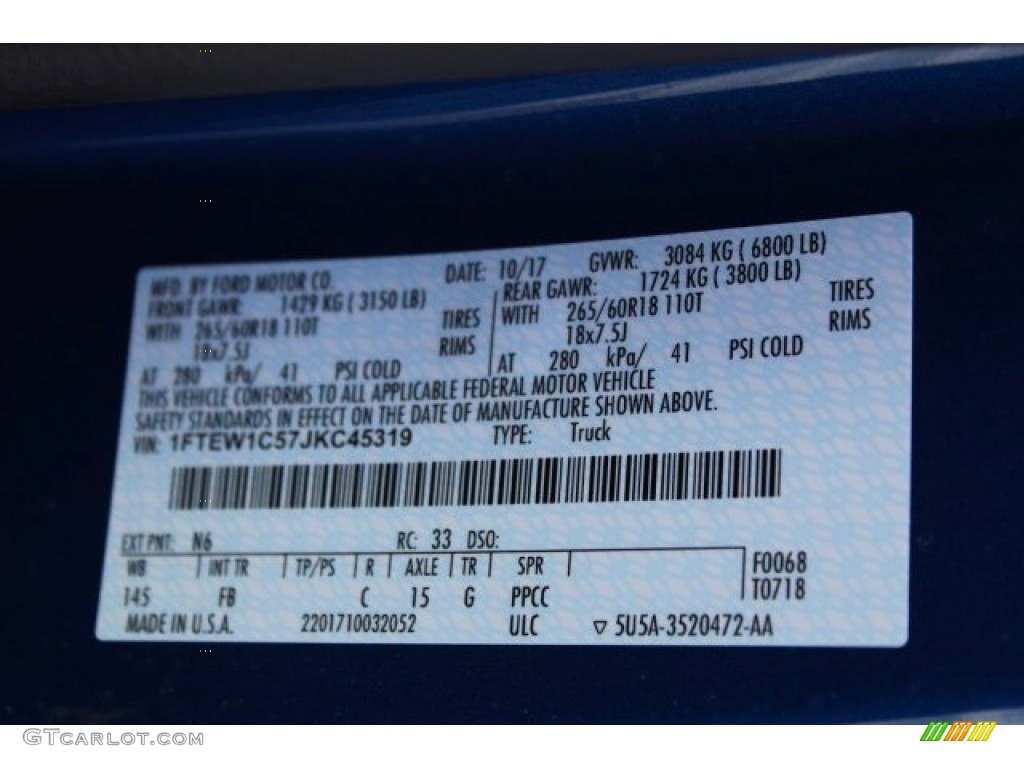 MFD. BY FORD MOTOR CO. DATE: 10/17 GVWR: 3084 KG ( 6800 LB)
FRONT GAWR: 1429 KG ( 3150 LB) REAR GAWR: 1724 KG ( 3800 LB)
WITH 265/60R18 110T TIRES WITH 265/60R18 110T TIRES
18x7.5J RIMS 18x7.5J RIMS
AT 280 kPa/ 41 PSI COLD AT 280 kPa/ 41 PSI COLD
THIS VEHICLE CONFORMS TO ALL APPLICABLE FEDERAL MOTOR VEHICLE
SAFETY STANDARDS IN EFFECT ON THE DATE OF MANUFACTURE SHOWN ABOVE.
VIN: 1FTEW1C57JKC45319 TYPE: Truck
EXT PNT: N6 RC: 33 DSO:
WB INT TR TP/PS R AXLE TR SPR F0068
145 FB C 15 G PPCC T0718
MADE IN U.S.A. 2201710032052 ULC ▽ 5U5A-3520472-AA
GTCARLOT.COM